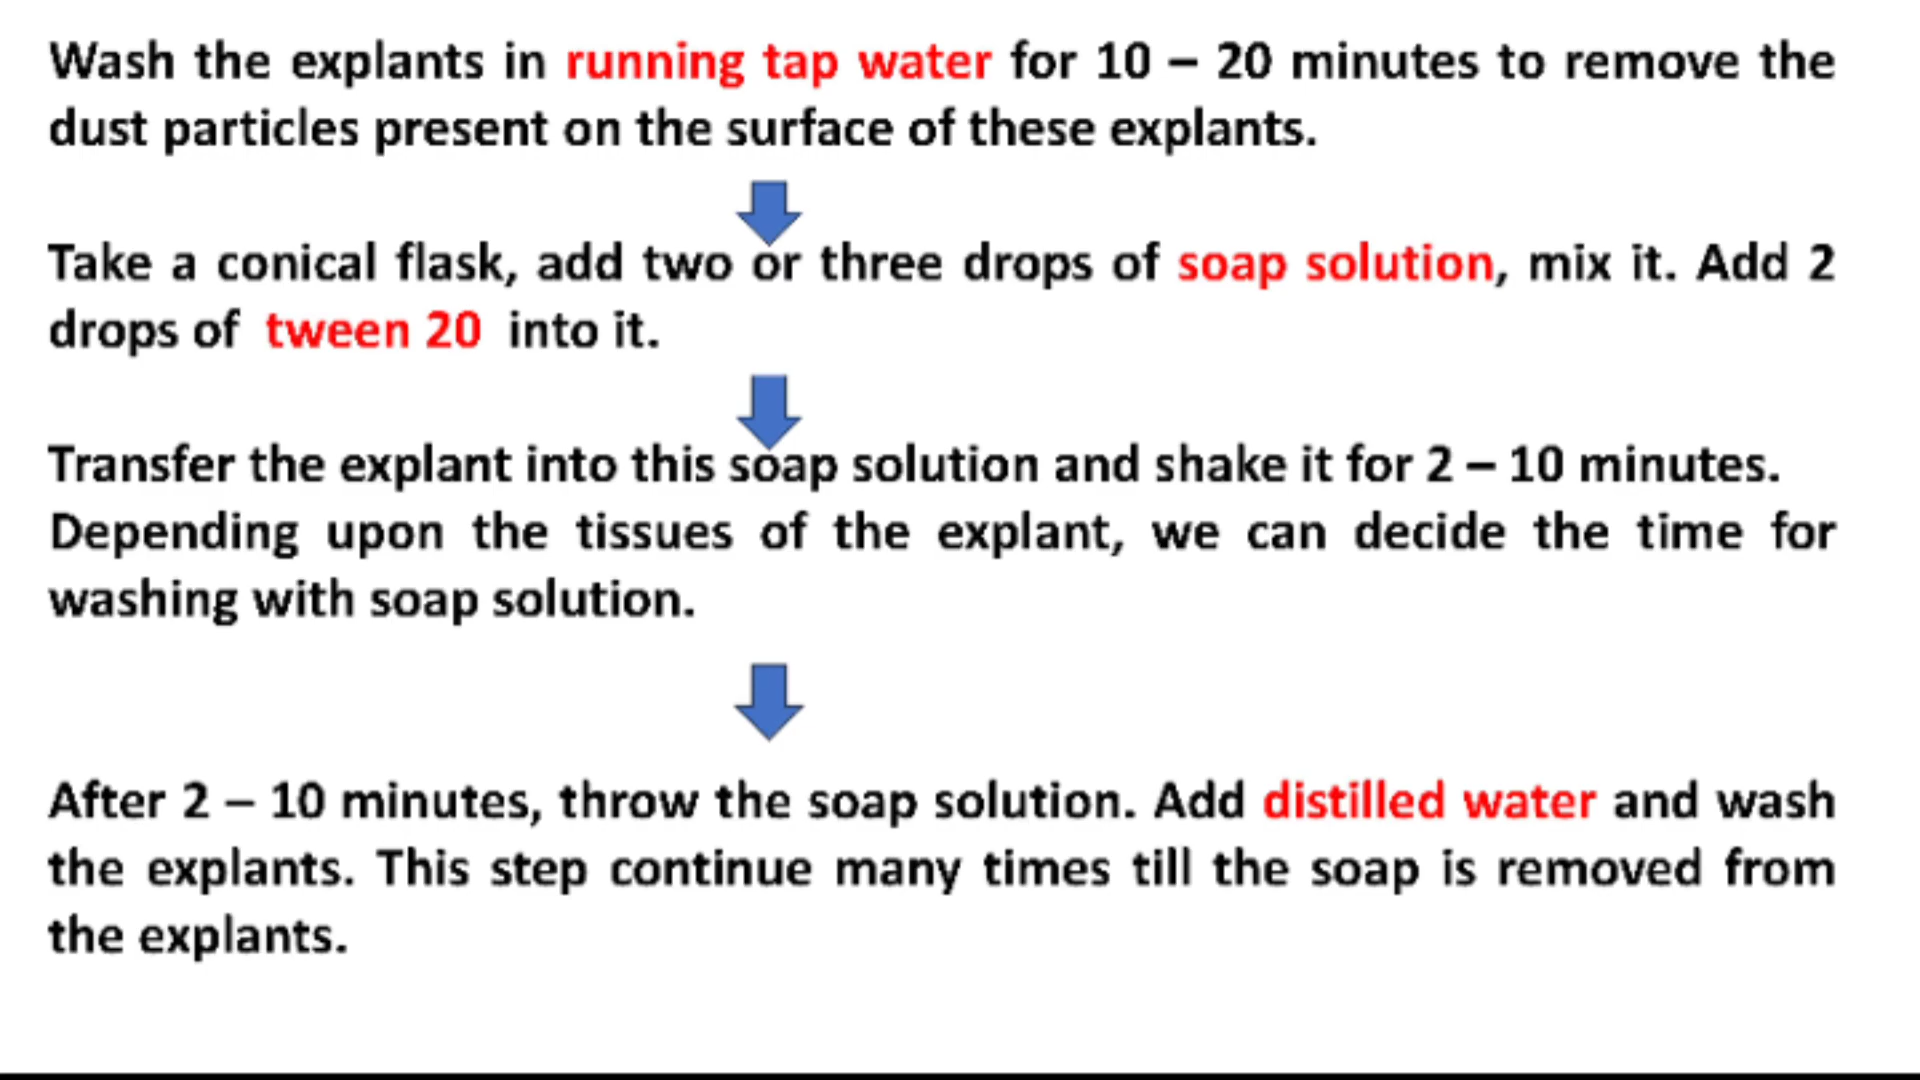 Wash the explants in running tap water for 10 – 20 minutes to remove the
dust particles present on the surface of these explants.
Take a conical flask, add two or three drops of soap solution, mix it. Add 2
drops of tween 20 into it.
Transfer the explant into this soap solution and shake it for 2 – 10 minutes.
Depending upon the tissues of the explant, we can decide the time for
washing with soap solution.
After 2 – 10 minutes, throw the soap solution. Add distilled water and wash
the explants. This step continue many times till the soap is removed from
the explants.